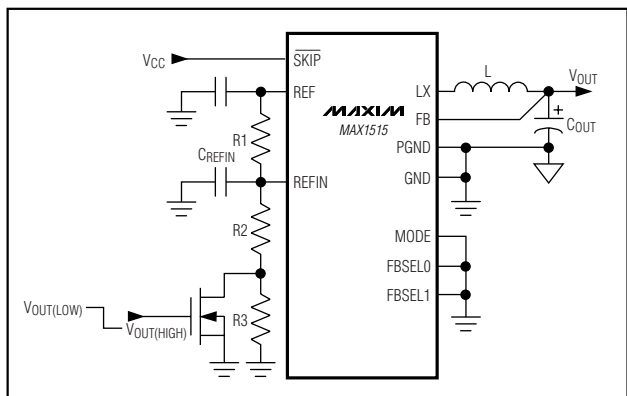 VCC
SKIP
REF
R1
CREFIN
REFIN
R2
R3
VOUT(LOW)
VOUT(HIGH)
MAXIM
MAX1515
LX
L
VOUT
FB
+
COUT
PGND
GND
MODE
FBSEL0
FBSEL1